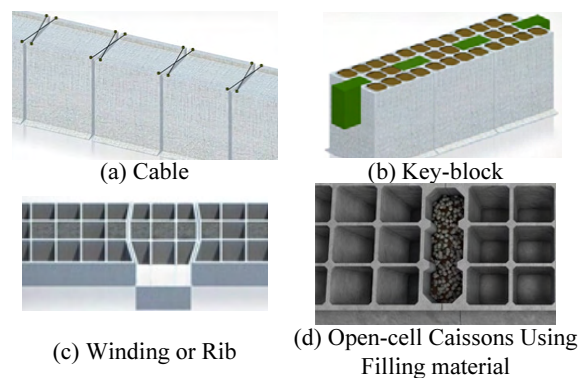 (a) Cable
(b) Key-block
(c) Winding or Rib
(d) Open-cell Caissons Using
Filling material